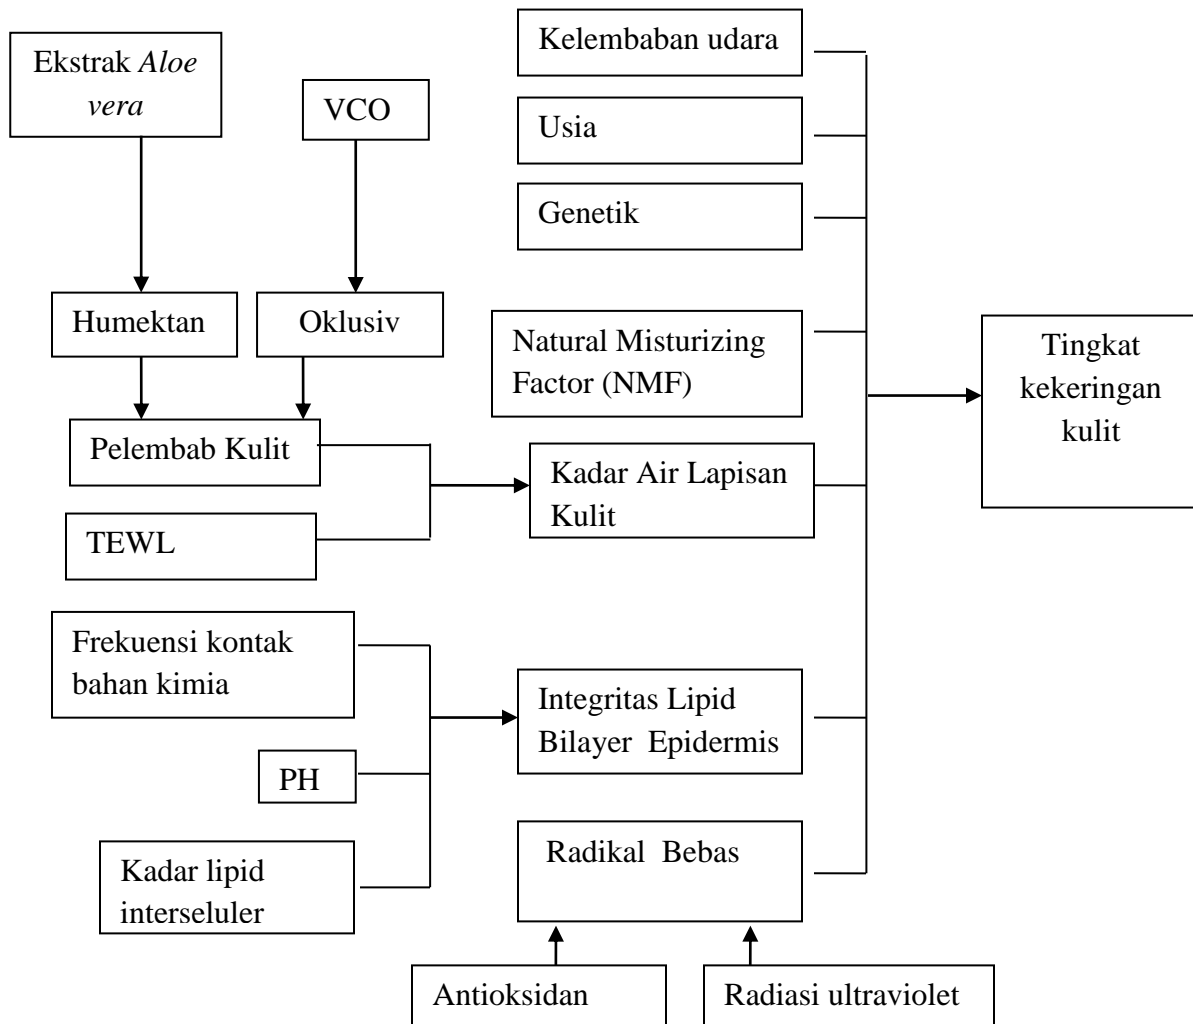 Ekstrak Aloe
vera
VCO
Humektan
Oklusiv
Pelembab Kulit
TEWL
Frekuensi kontak
bahan kimia
PH
Kadar lipid
interseluler
Kelembaban udara
Usia
Genetik
Natural Misturizing
Factor (NMF)
Kadar Air Lapisan
Kulit
Integritas Lipid
Bilayer Epidermis
Radikal Bebas
Antioksidan
Radiasi ultraviolet
Tingkat
kekeringan
kulit